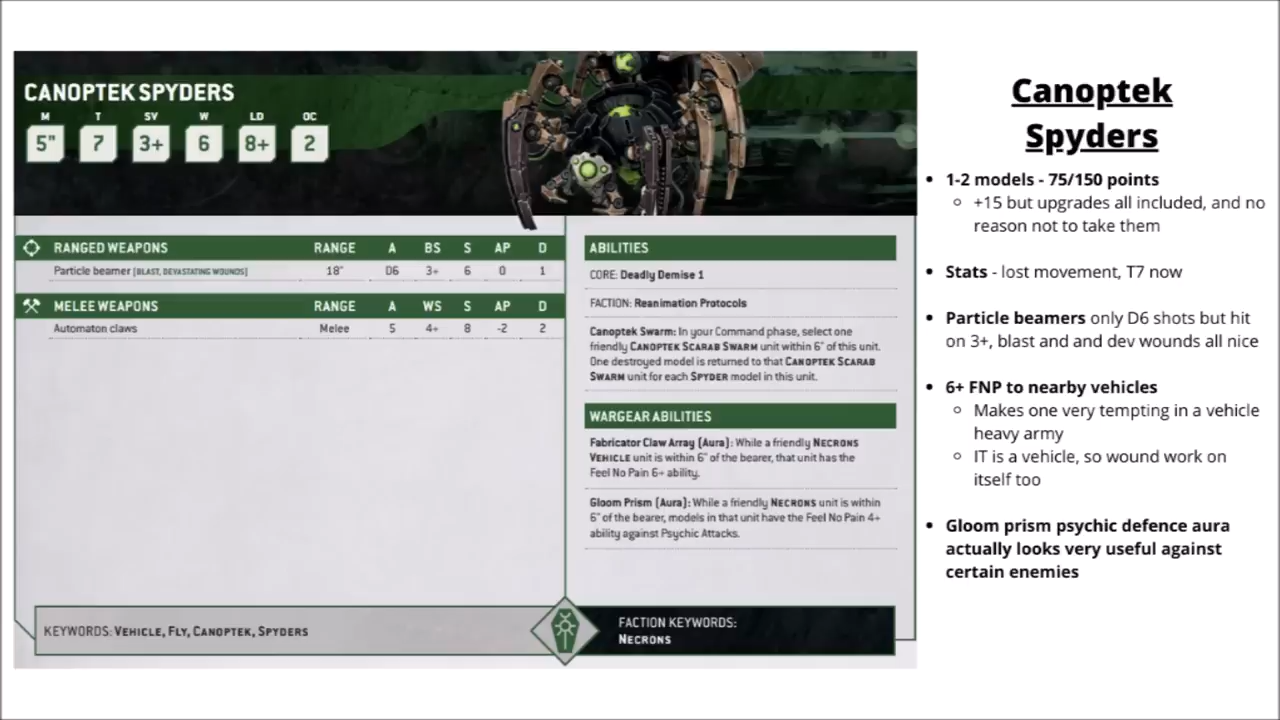 CANOPTEK SPYDERS
M T SV W LD OC
5" 7 3+ 6 8+ 2
RANGED WEAPONS RANGE A BS S AP D
Particle beamer [BLAST, DEVASTATING WOUNDS] 18" D6 3+ 6 0 1
MELEE WEAPONS RANGE A WS S AP D
Automaton claws Melee 5 4+ 8 -2 2
ABILITIES
CORE: Deadly Demise 1
FACTION: Reanimation Protocols
Canoptek Swarm: In your Command phase, select one
friendly CANOPTEK SCARAB SWARM unit within 6" of this unit.
One destroyed model is returned to that CANOPTEK SCARAB
SWARM unit for each SPYDER model in this unit.
WARGEAR ABILITIES
Fabricator Claw Array (Aura): While a friendly NECRONS
VEHICLE unit is within 6" of the bearer, that unit has the
Feel No Pain 6+ ability.
Gloom Prism (Aura): While a friendly NECRONS unit is within
6" of the bearer, models in that unit have the Feel No Pain 4+
ability against Psychic Attacks.
KEYWORDS: VEHICLE, FLY, CANOPTEK, SPYDERS
FACTION KEYWORDS:
NECRONS
Canoptek
Spyders
• 1-2 models - 75/150 points
◦ +15 but upgrades all included, and no
reason not to take them
• Stats - lost movement, T7 now
• Particle beamers only D6 shots but hit
on 3+, blast and and dev wounds all nice
• 6+ FNP to nearby vehicles
◦ Makes one very tempting in a vehicle
heavy army
◦ IT is a vehicle, so wound work on
itself too
• Gloom prism psychic defence aura
actually looks very useful against
certain enemies